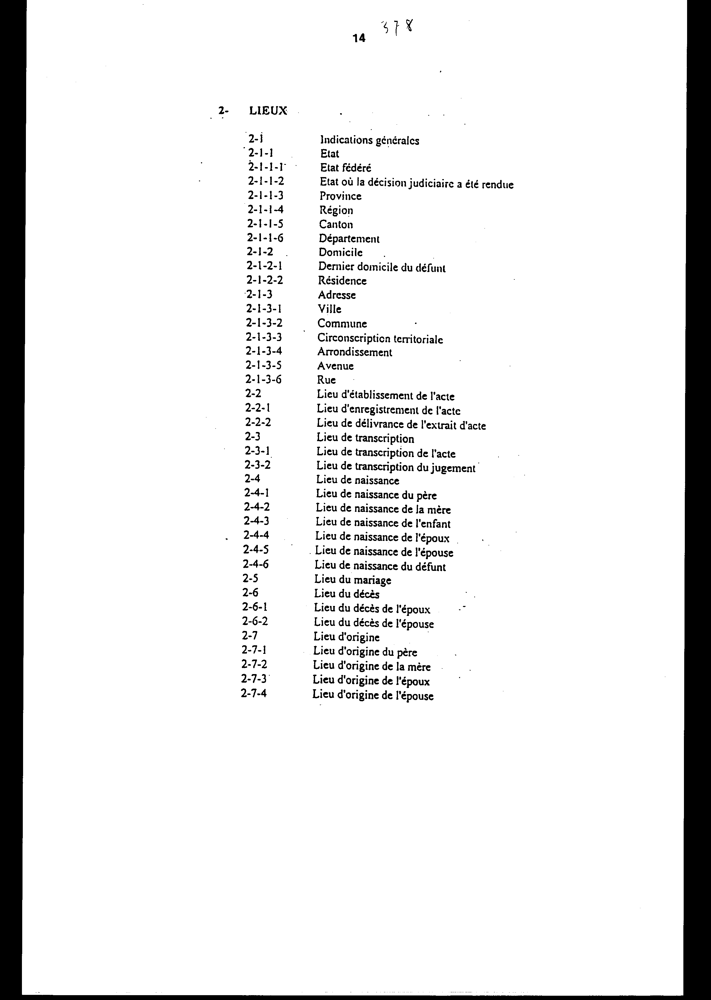 378
14
2- LIEUX
2-1 Indications générales
2-1-1 Etat
2-1-1-1 Etat fédéré
2-1-1-2 Etat où la décision judiciaire a été rendue
2-1-1-3 Province
2-1-1-4 Région
2-1-1-5 Canton
2-1-1-6 Département
2-1-2 Domicile
2-1-2-1 Dernier domicile du défunt
2-1-2-2 Résidence
2-1-3 Adresse
2-1-3-1 Ville
2-1-3-2 Commune
2-1-3-3 Circonscription territoriale
2-1-3-4 Arrondissement
2-1-3-5 Avenue
2-1-3-6 Rue
2-2 Lieu d'établissement de l'acte
2-2-1 Lieu d'enregistrement de l'acte
2-2-2 Lieu de délivrance de l'extrait d'acte
2-3 Lieu de transcription
2-3-1 Lieu de transcription de l'acte
2-3-2 Lieu de transcription du jugement
2-4 Lieu de naissance
2-4-1 Lieu de naissance du père
2-4-2 Lieu de naissance de la mère
2-4-3 Lieu de naissance de l'enfant
2-4-4 Lieu de naissance de l'époux
2-4-5 Lieu de naissance de l'épouse
2-4-6 Lieu de naissance du défunt
2-5 Lieu du mariage
2-6 Lieu du décès
2-6-1 Lieu du décès de l'époux
2-6-2 Lieu du décès de l'épouse
2-7 Lieu d'origine
2-7-1 Lieu d'origine du père
2-7-2 Lieu d'origine de la mère
2-7-3 Lieu d'origine de l'époux
2-7-4 Lieu d'origine de l'épouse